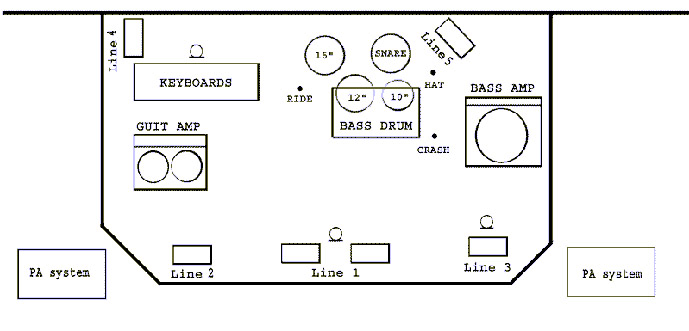 Line 4
KEYBOARDS
15"
SNARE
Line 5
RIDE
12"
10"
HAT
BASS AMP
GUIT AMP
BASS DRUM
CRASH
PA system
Line 2
Line 1
Line 3
PA system